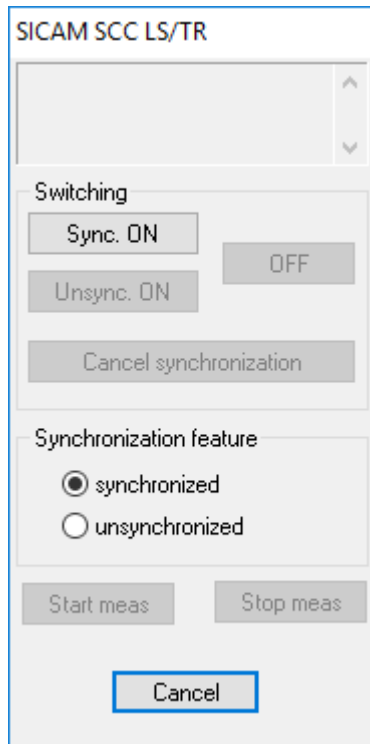 SICAM SCC LS/TR
Switching
Sync. ON
OFF
Unsync. ON
Cancel synchronization
Synchronization feature
synchronized
unsynchronized
Start meas
Stop meas
Cancel